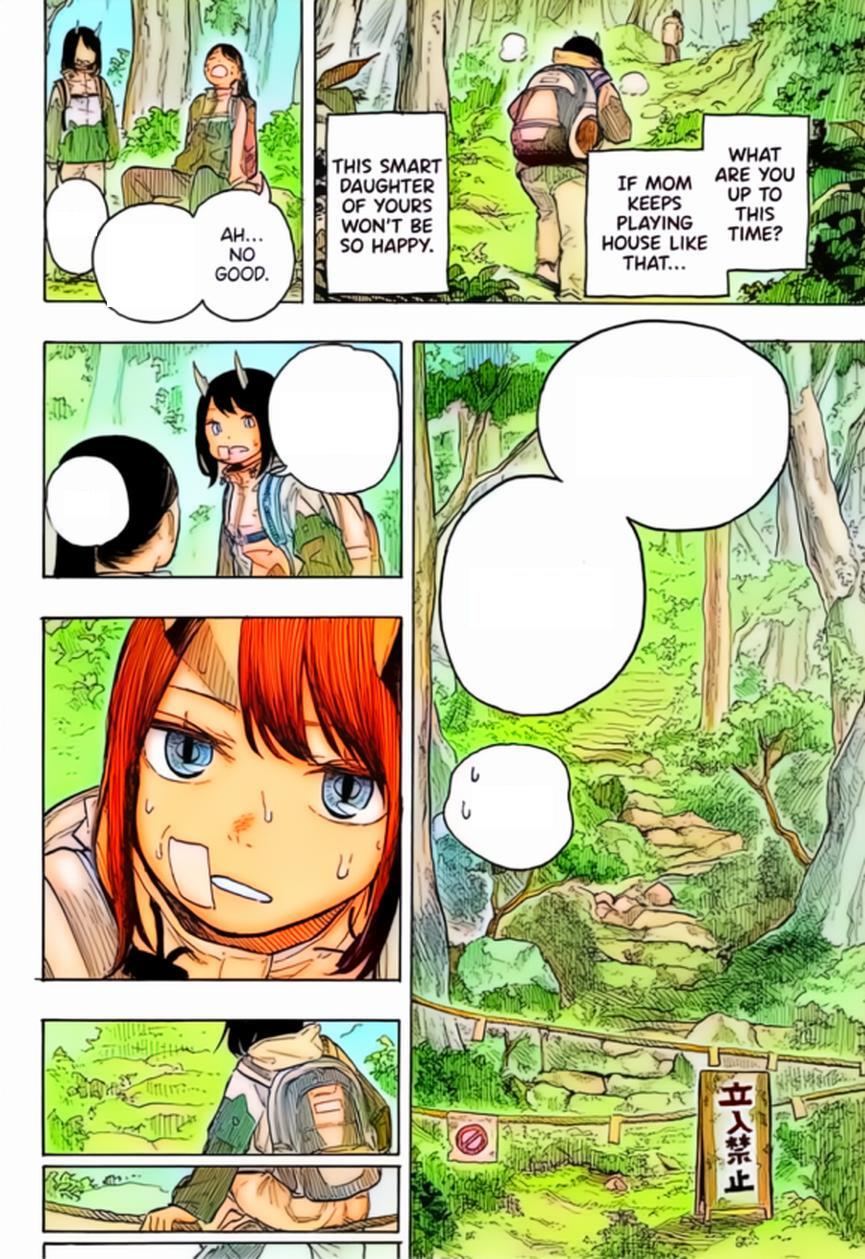 WHAT
ARE YOU
UP TO
THIS
TIME?
IF MOM
KEEPS
PLAYING
HOUSE LIKE
THAT...
THIS SMART
DAUGHTER
OF YOURS
WON'T BE
SO HAPPY.
AH...
NO
GOOD.
立入禁止